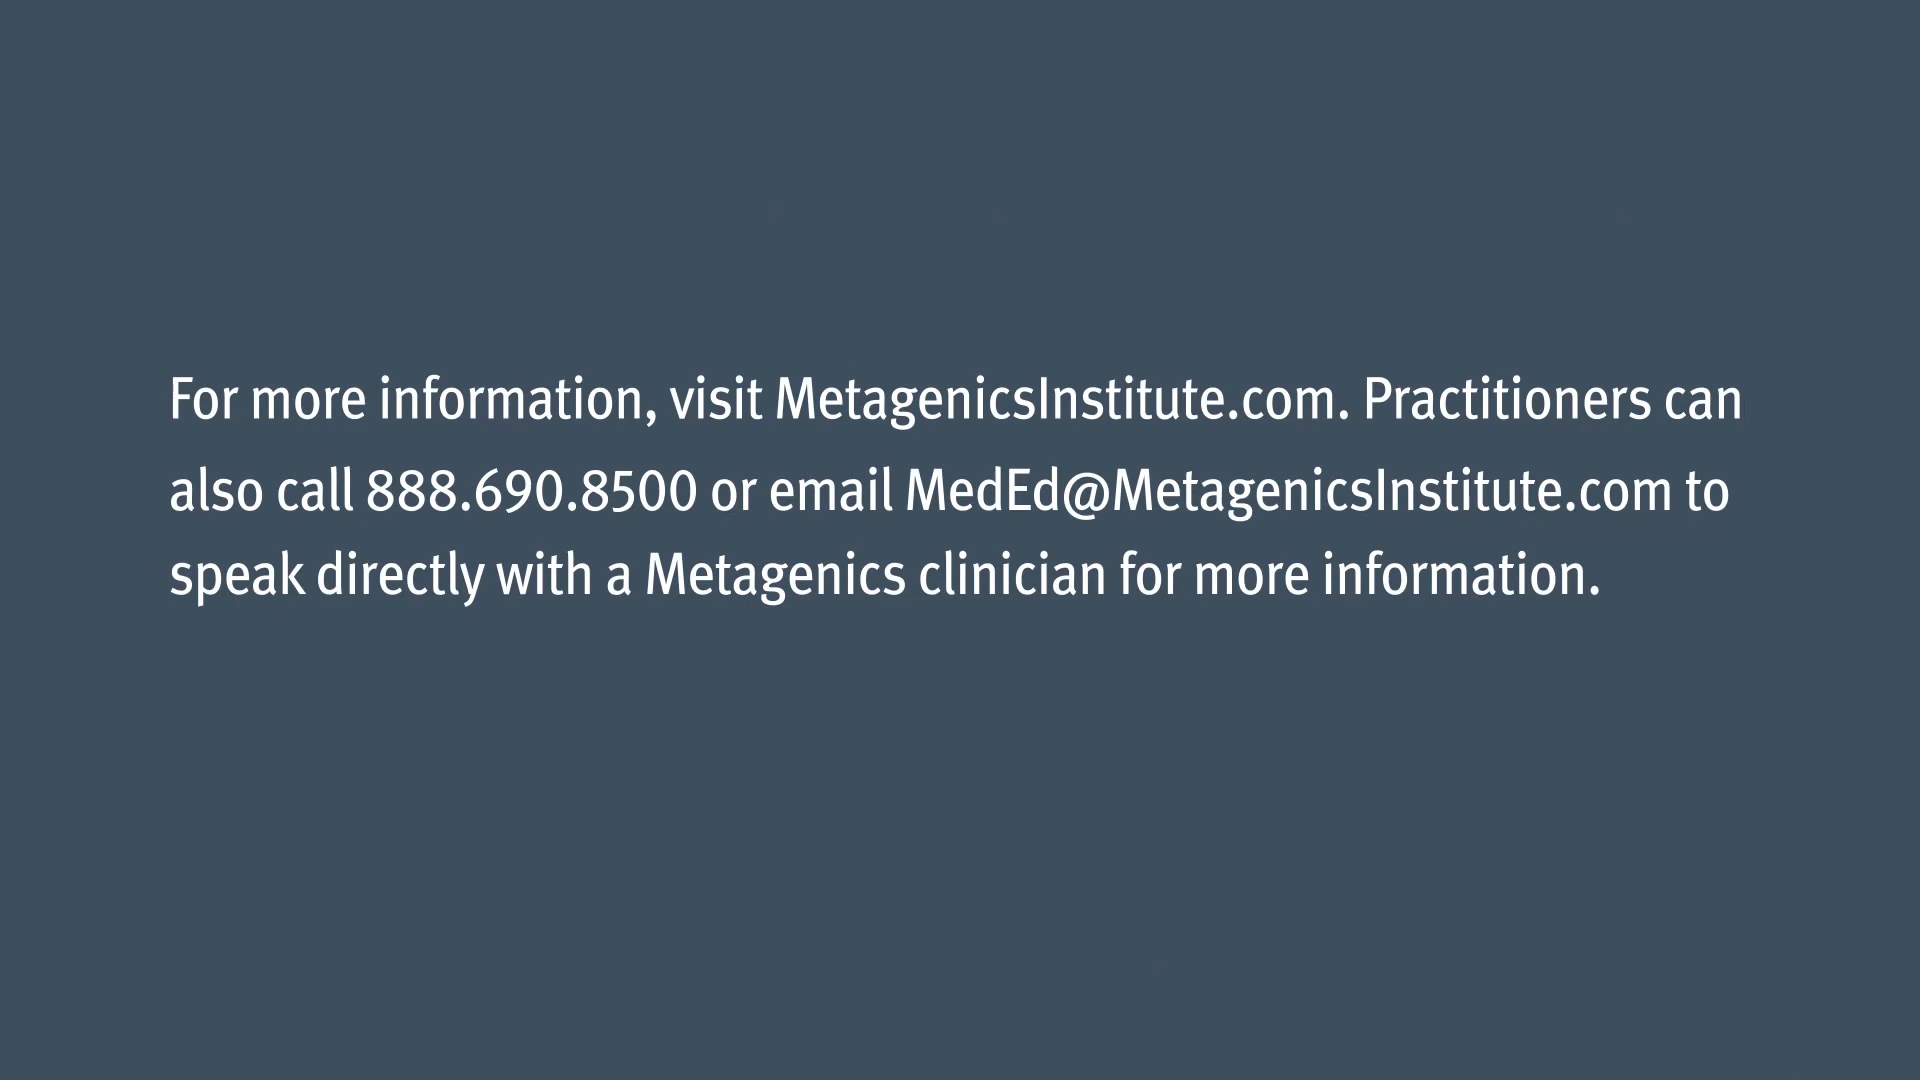 For more information, visit MetagenicsInstitute.com. Practitioners can
also call 888.690.8500 or email MedEd@MetagenicsInstitute.com to
speak directly with a Metagenics clinician for more information.